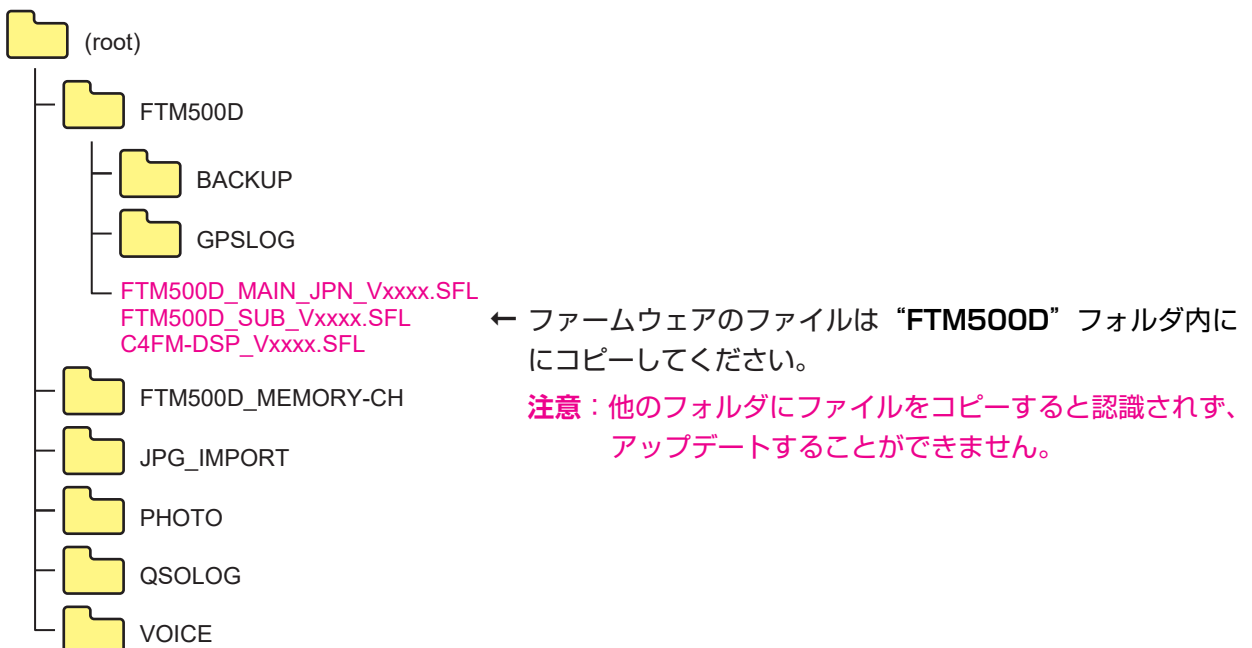 (root)
FTM500D
BACKUP
GPSLOG
FTM500D_MAIN_JPN_Vxxxx.SFL
FTM500D_SUB_Vxxxx.SFL
C4FM-DSP_Vxxxx.SFL
← ファームウェアのファイルは“FTM500D”フォルダ内に
にコピーしてください。
注意：他のフォルダにファイルをコピーすると認識されず、
アップデートすることができません。
FTM500D_MEMORY-CH
JPG_IMPORT
PHOTO
QSOLOG
VOICE